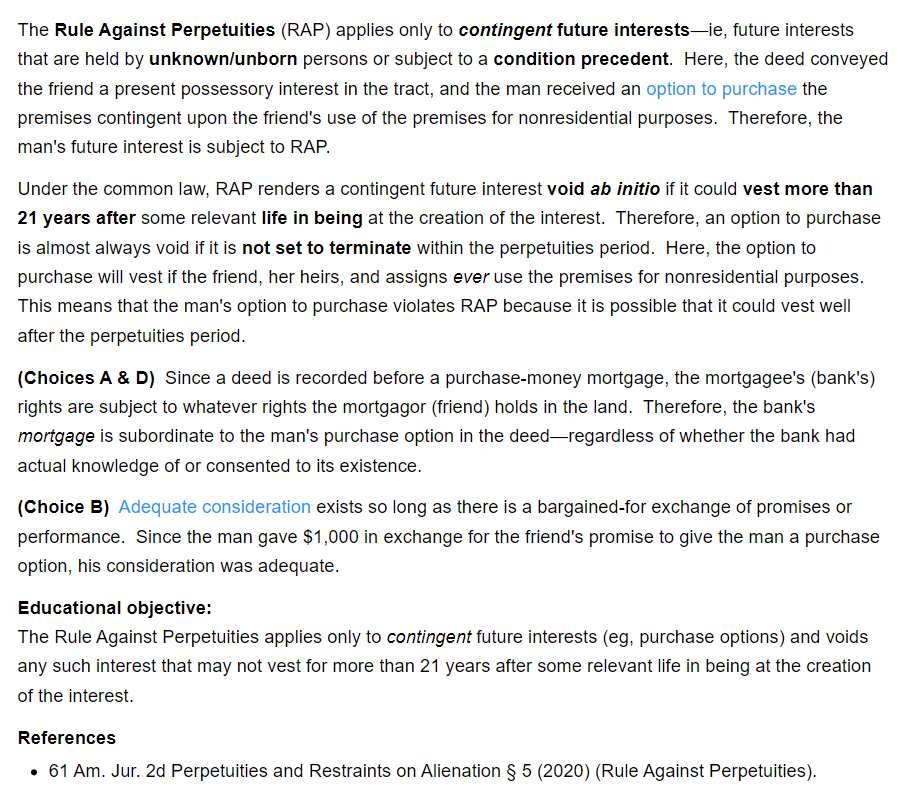 The Rule Against Perpetuities (RAP) applies only to contingent future interests—ie, future interests
that are held by unknown/unborn persons or subject to a condition precedent.  Here, the deed conveyed
the friend a present possessory interest in the tract, and the man received an option to purchase the
premises contingent upon the friend's use of the premises for nonresidential purposes.  Therefore, the
man's future interest is subject to RAP.
Under the common law, RAP renders a contingent future interest void ab initio if it could vest more than
21 years after some relevant life in being at the creation of the interest.  Therefore, an option to purchase
is almost always void if it is not set to terminate within the perpetuities period.  Here, the option to
purchase will vest if the friend, her heirs, and assigns ever use the premises for nonresidential purposes.
This means that the man's option to purchase violates RAP because it is possible that it could vest well
after the perpetuities period.
(Choices A & D)  Since a deed is recorded before a purchase-money mortgage, the mortgagee's (bank's)
rights are subject to whatever rights the mortgagor (friend) holds in the land.  Therefore, the bank's
mortgage is subordinate to the man's purchase option in the deed—regardless of whether the bank had
actual knowledge of or consented to its existence.
(Choice B)  Adequate consideration exists so long as there is a bargained-for exchange of promises or
performance.  Since the man gave $1,000 in exchange for the friend's promise to give the man a purchase
option, his consideration was adequate.
Educational objective:
The Rule Against Perpetuities applies only to contingent future interests (eg, purchase options) and voids
any such interest that may not vest for more than 21 years after some relevant life in being at the creation
of the interest.
References
• 61 Am. Jur. 2d Perpetuities and Restraints on Alienation § 5 (2020) (Rule Against Perpetuities).